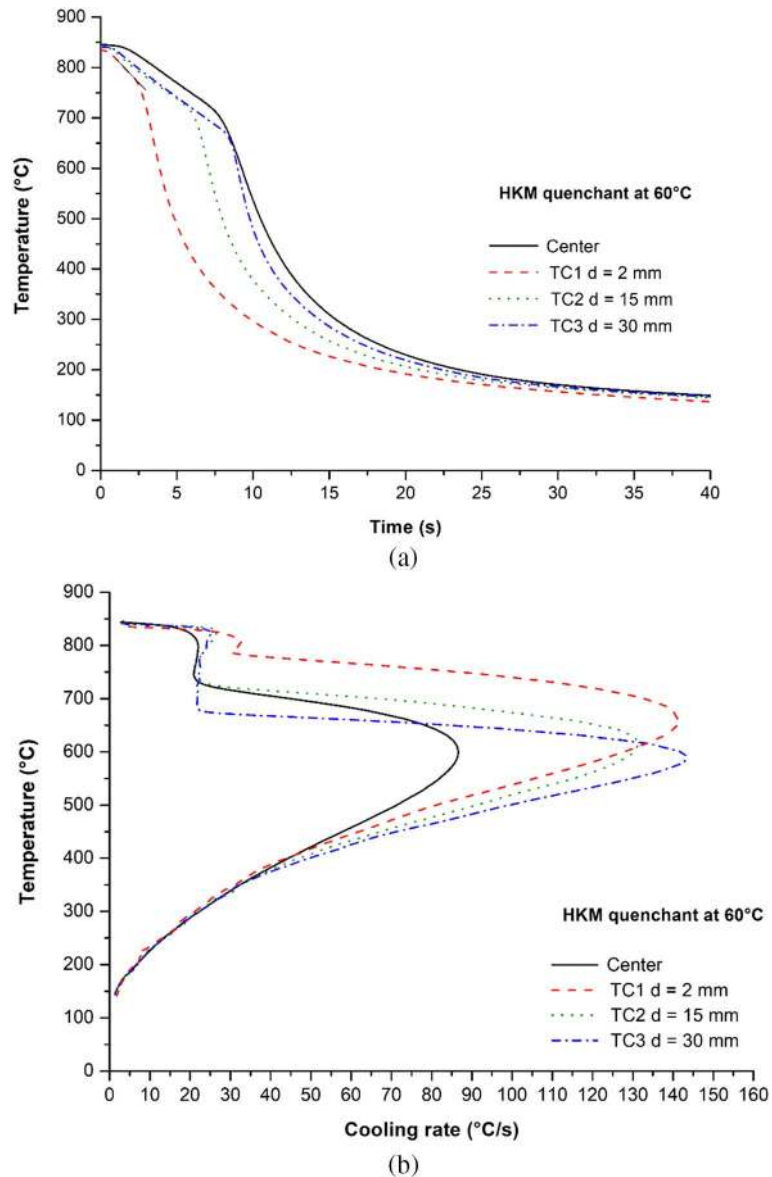 900
800
700
600
500
400
300
200
100
0
Temperature (°C)
HKM quenchant at 60°C
Center
TC1 d = 2 mm
TC2 d = 15 mm
TC3 d = 30 mm
0 5 10 15 20 25 30 35 40
Time (s)
(a)
900
800
700
600
500
400
300
200
100
0
Temperature (°C)
HKM quenchant at 60°C
Center
TC1 d = 2 mm
TC2 d = 15 mm
TC3 d = 30 mm
0 10 20 30 40 50 60 70 80 90 100 110 120 130 140 150 160
Cooling rate (°C/s)
(b)